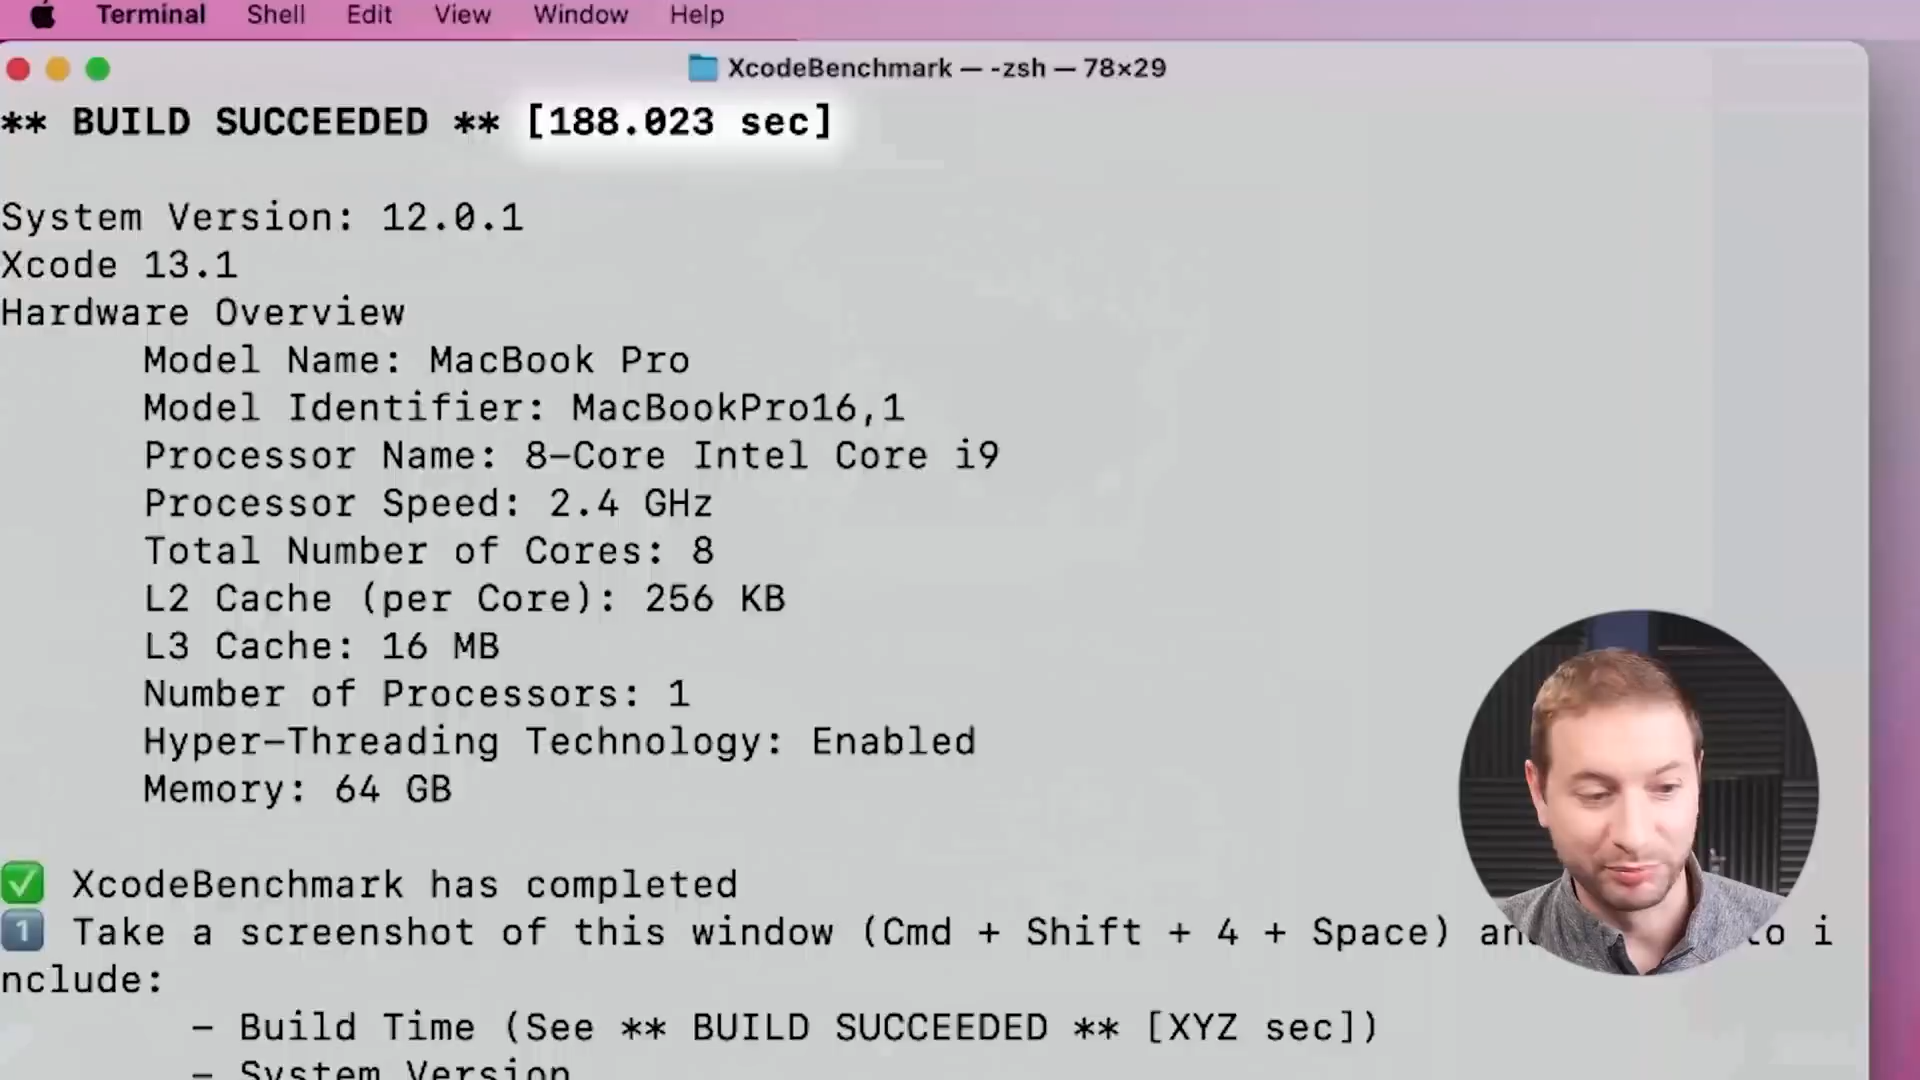 Terminal Shell Edit View Window Help
XcodeBenchmark — -zsh — 78×29
** BUILD SUCCEEDED ** [188.023 sec]
System Version: 12.0.1
Xcode 13.1
Hardware Overview
Model Name: MacBook Pro
Model Identifier: MacBookPro16,1
Processor Name: 8-Core Intel Core i9
Processor Speed: 2.4 GHz
Total Number of Cores: 8
L2 Cache (per Core): 256 KB
L3 Cache: 16 MB
Number of Processors: 1
Hyper-Threading Technology: Enabled
Memory: 64 GB
✅ XcodeBenchmark has completed
1️⃣ Take a screenshot of this window (Cmd + Shift + 4 + Space) an to i
nclude:
– Build Time (See ** BUILD SUCCEEDED ** [XYZ sec])
– System Version